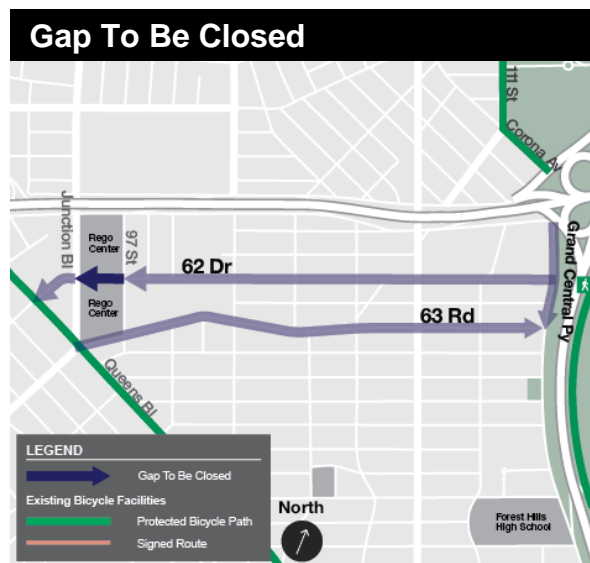 Gap To Be Closed
111 St
Corona Av
Junction Bl
Rego
Center
97 St
62 Dr
Grand Central Py
Rego
Center
63 Rd
Queens Bl
LEGEND
Gap To Be Closed
Existing Bicycle Facilities
Protected Bicycle Path
Signed Route
North
Forest Hills
High School